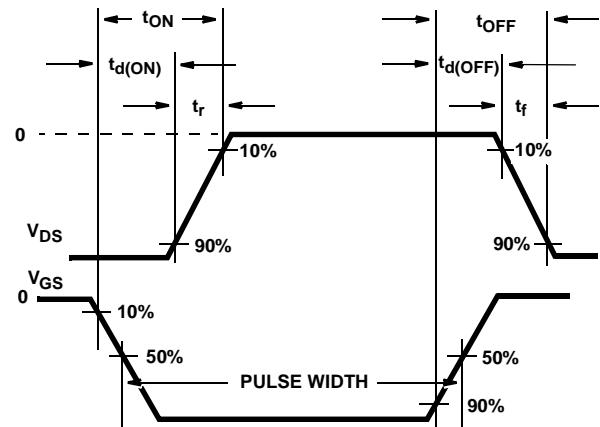 tON
tOFF
td(ON)
td(OFF)
tr
tf
0
10%
10%
VDS
90%
90%
VGS
0
10%
50%
50%
PULSE WIDTH
90%